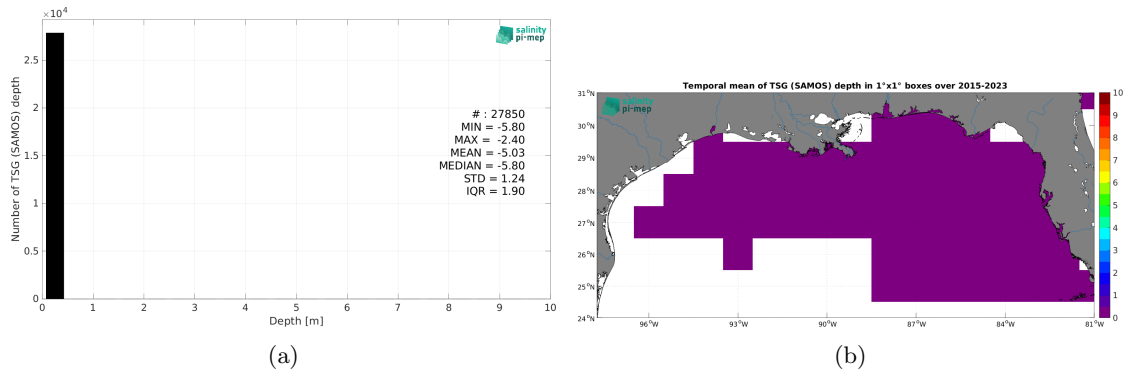 ×10⁴
salinity
pi-mep
2.5
2
1.5
1
0.5
0
Number of TSG (SAMOS) depth
# : 27850
MIN = -5.80
MAX = -2.40
MEAN = -5.03
MEDIAN = -5.80
STD = 1.24
IQR = 1.90
0 1 2 3 4 5 6 7 8 9 10
Depth [m]
(a)
Temporal mean of TSG (SAMOS) depth in 1°x1° boxes over 2015-2023
salinity
pi-mep
31°N
30°N
29°N
28°N
27°N
26°N
25°N
24°N
96°W 93°W 90°W 87°W 84°W 81°W
10
9
8
7
6
5
4
3
2
1
0
(b)